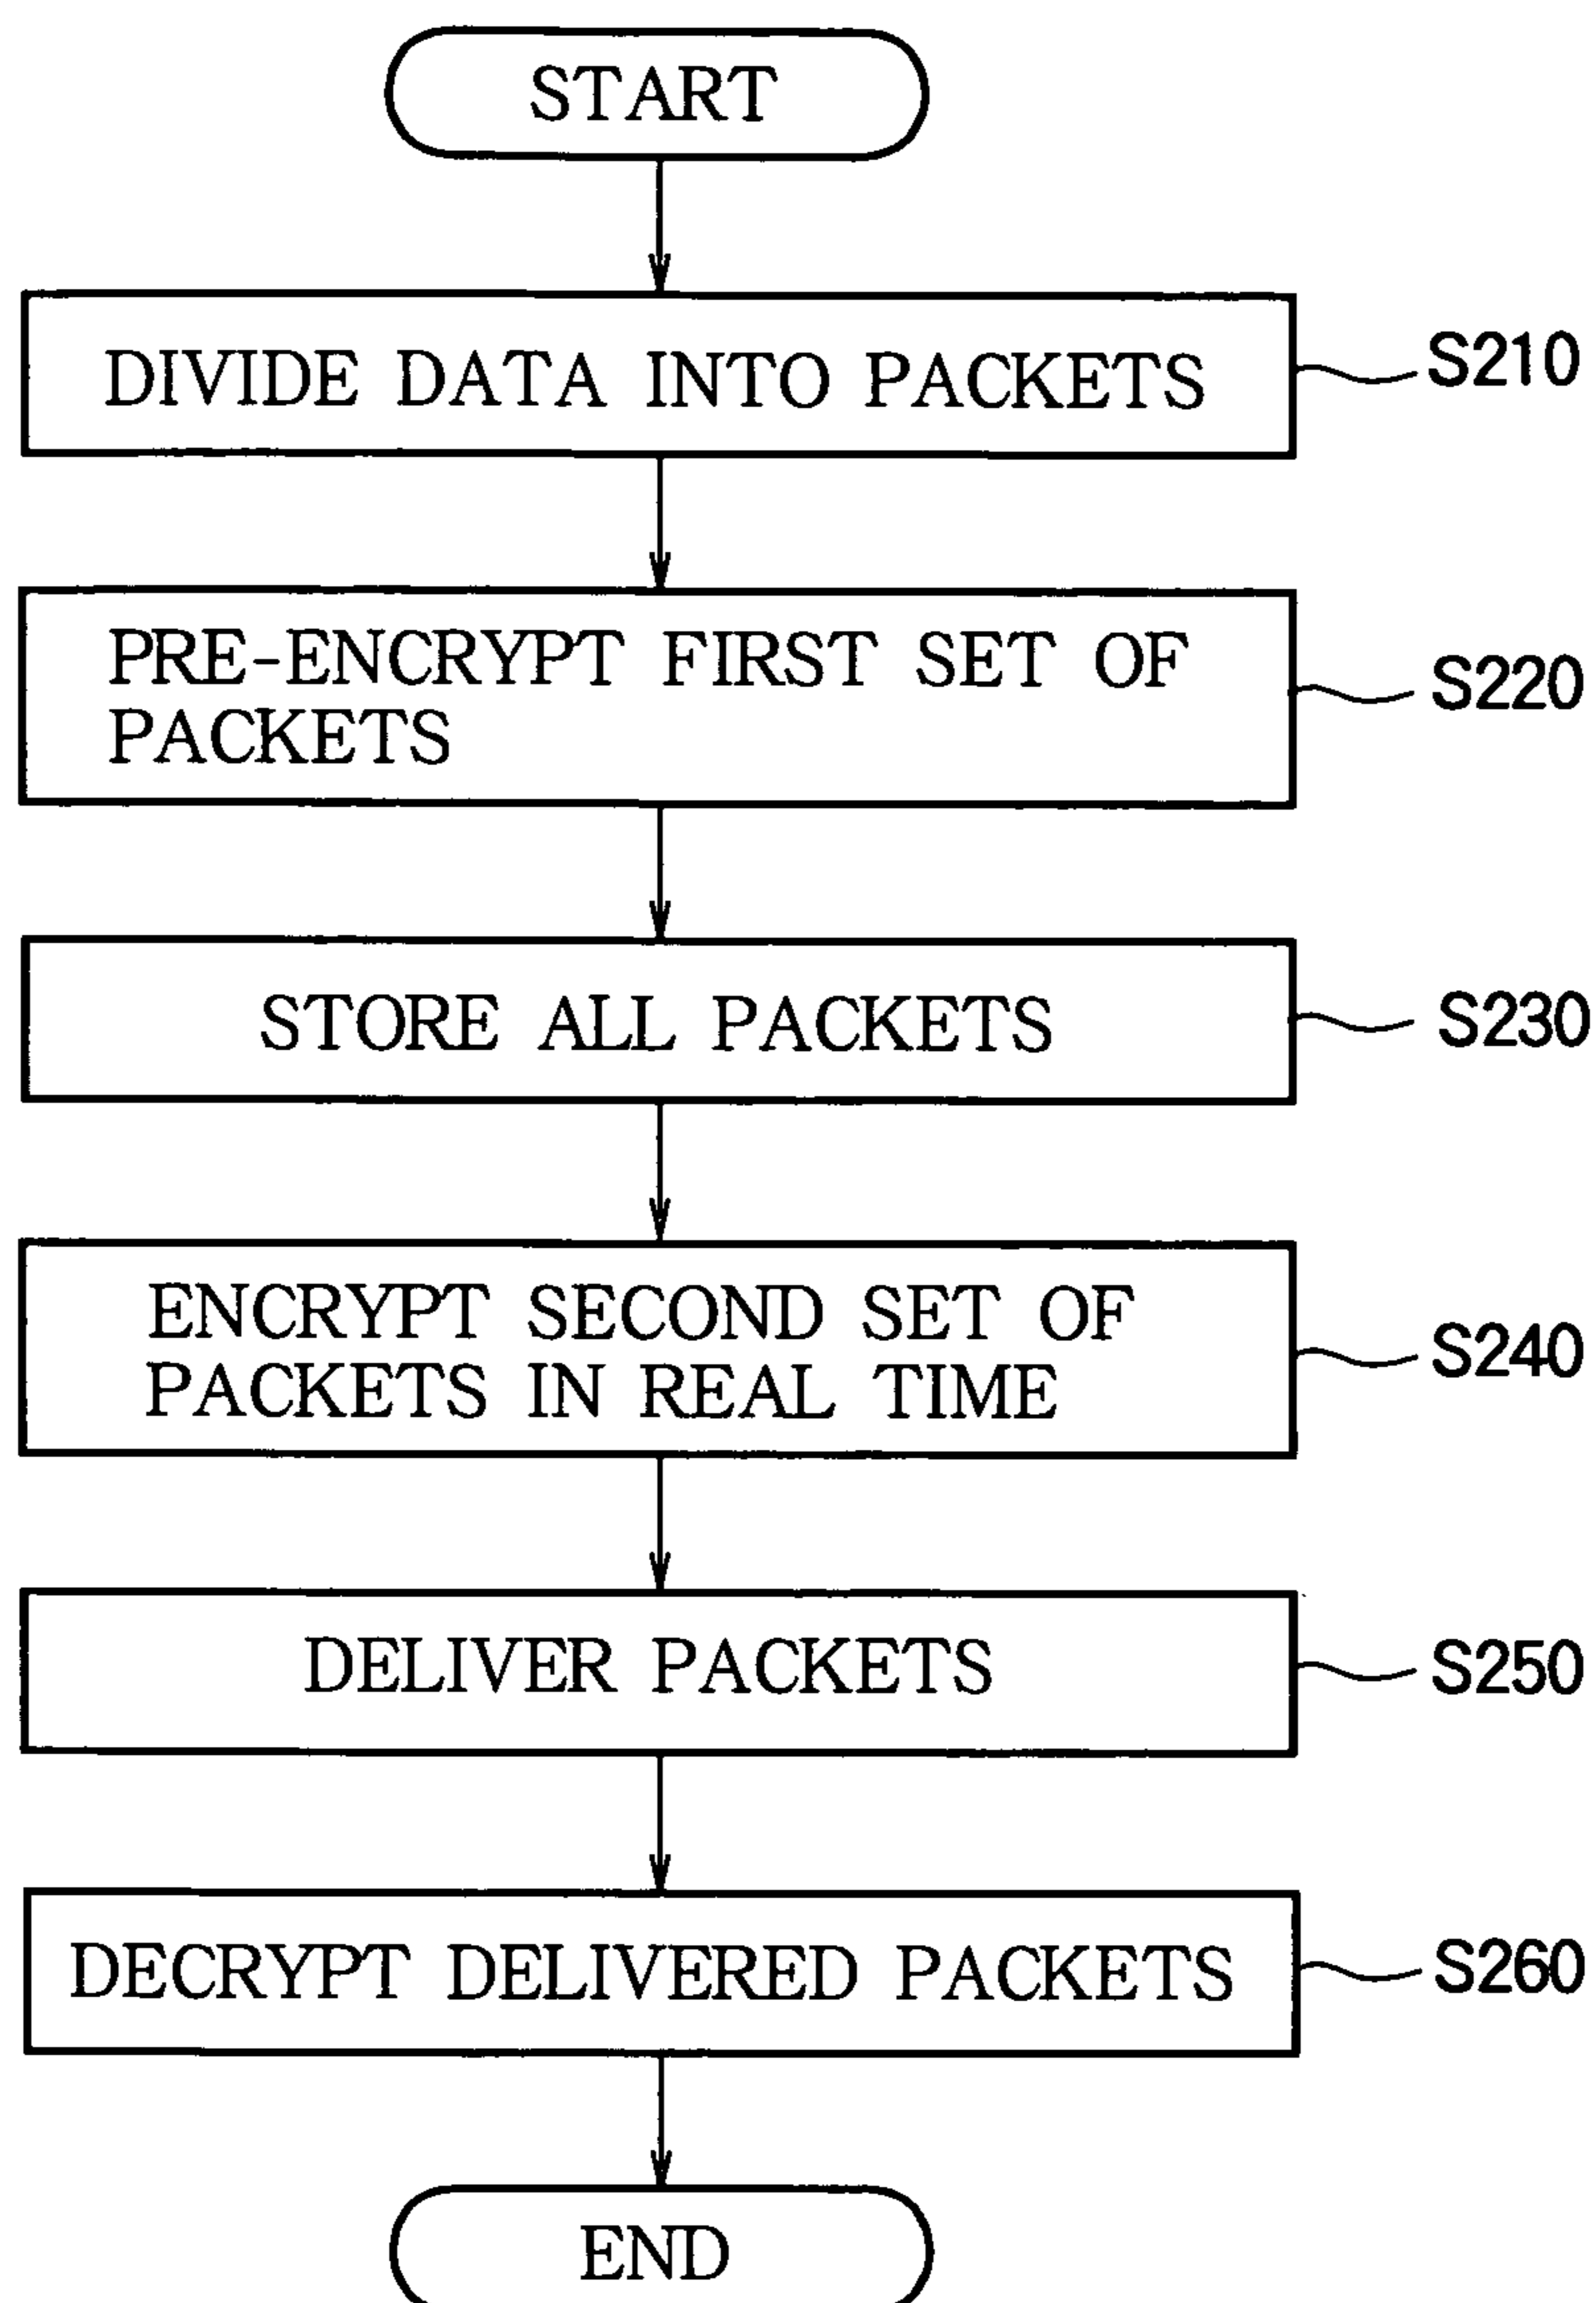 START
DIVIDE DATA INTO PACKETS
S210
PRE-ENCRYPT FIRST SET OF
PACKETS
S220
STORE ALL PACKETS
S230
ENCRYPT SECOND SET OF
PACKETS IN REAL TIME
S240
DELIVER PACKETS
S250
DECRYPT DELIVERED PACKETS
S260
END